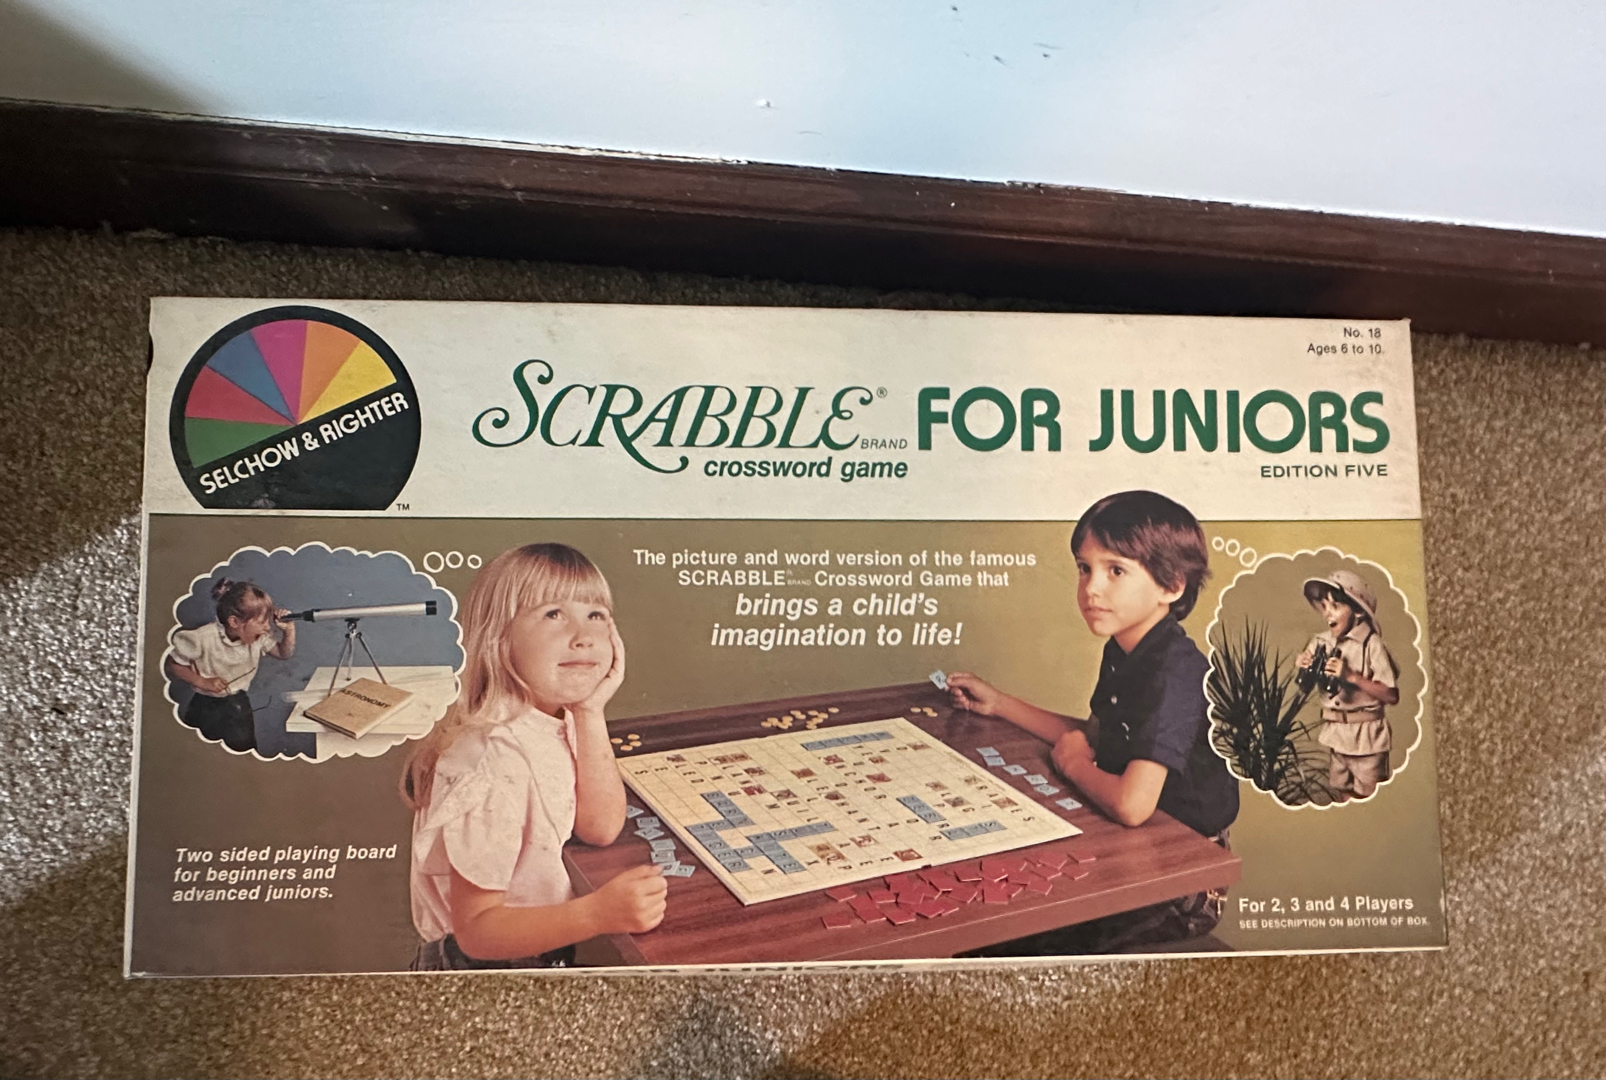 No. 18
Ages 6 to 10.
SELCHOW & RIGHTER
TM
SCRABBLE® BRAND FOR JUNIORS
crossword game
EDITION FIVE
The picture and word version of the famous
SCRABBLE® BRAND Crossword Game that
brings a child's
imagination to life!
ASTRONOMY
Two sided playing board
for beginners and
advanced juniors.
For 2, 3 and 4 Players
SEE DESCRIPTION ON BOTTOM OF BOX